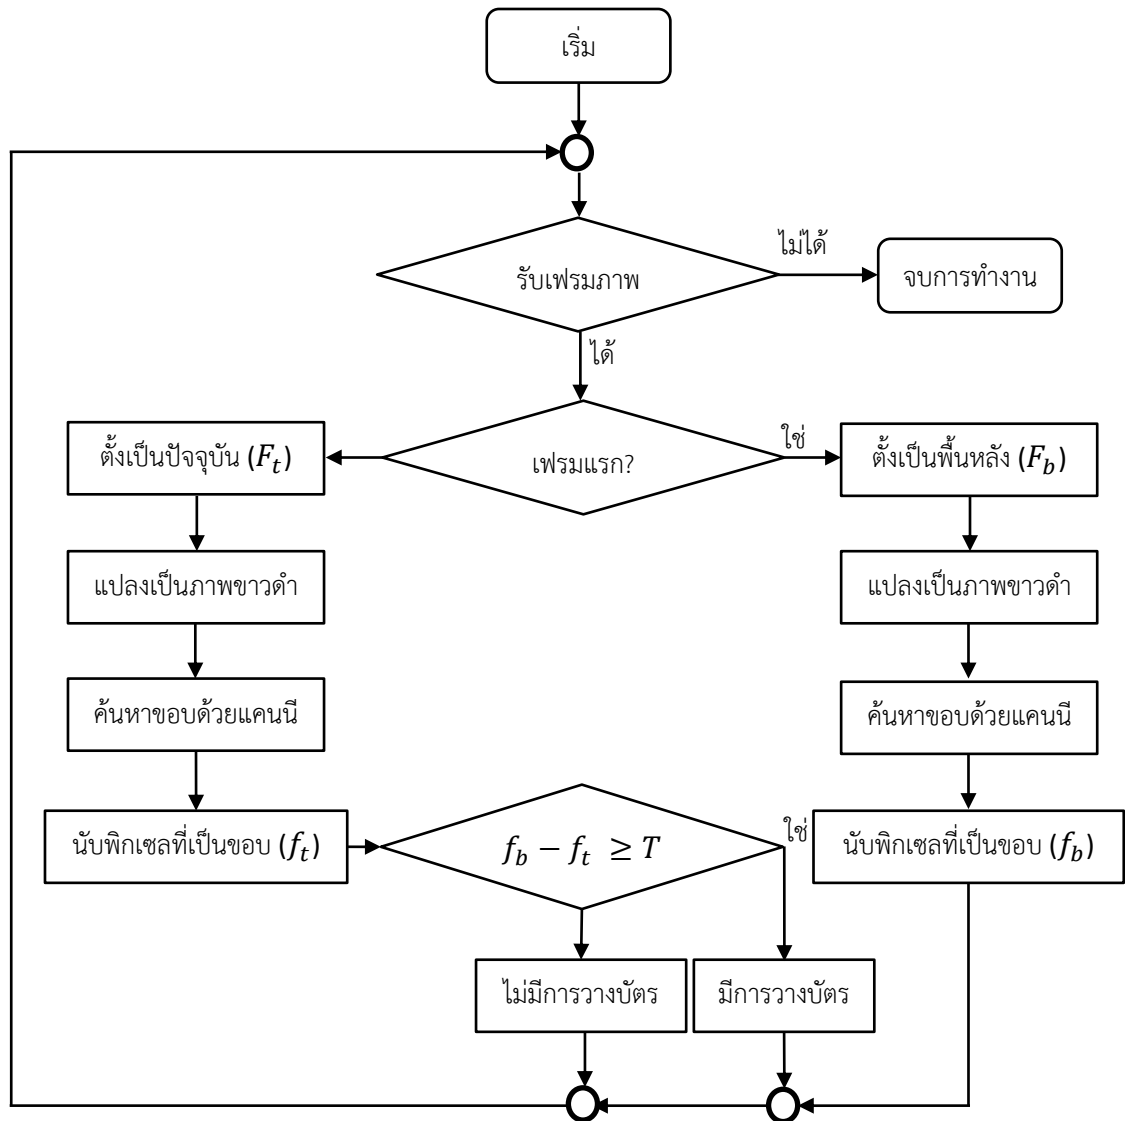 เริ่ม
ไม่ได้
รับเฟรมภาพ
จบการทำงาน
ได้
ตั้งเป็นปัจจุบัน (F_t)
เฟรมแรก?
ใช่
ตั้งเป็นพื้นหลัง (F_b)
แปลงเป็นภาพขาวดำ
แปลงเป็นภาพขาวดำ
ค้นหาขอบด้วยแคนนี
ค้นหาขอบด้วยแคนนี
นับพิกเซลที่เป็นขอบ (f_t)
f_b − f_t ≥ T
ใช่
นับพิกเซลที่เป็นขอบ (f_b)
ไม่มีการวางบัตร
มีการวางบัตร